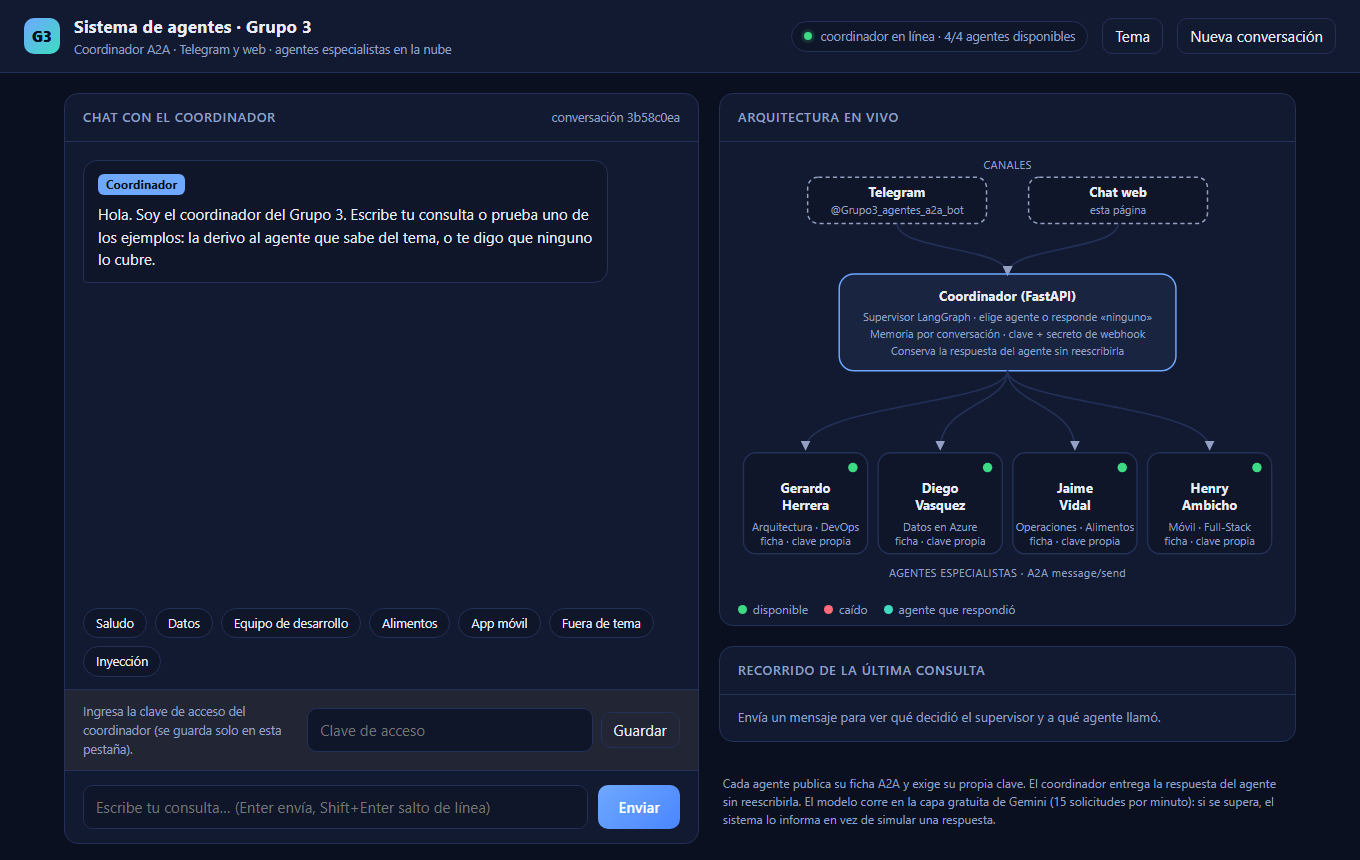 G3
Sistema de agentes · Grupo 3
Coordinador A2A · Telegram y web · agentes especialistas en la nube
coordinador en línea · 4/4 agentes disponibles
Tema
Nueva conversación
CHAT CON EL COORDINADOR
conversación 3b58c0ea
Coordinador
Hola. Soy el coordinador del Grupo 3. Escribe tu consulta o prueba uno de
los ejemplos: la derivo al agente que sabe del tema, o te digo que ninguno
lo cubre.
Saludo
Datos
Equipo de desarrollo
Alimentos
App móvil
Fuera de tema
Inyección
Ingresa la clave de acceso del
coordinador (se guarda solo en esta
pestaña).
Clave de acceso
Guardar
Escribe tu consulta... (Enter envía, Shift+Enter salto de línea)
Enviar
ARQUITECTURA EN VIVO
CANALES
Telegram
@Grupo3_agentes_a2a_bot
Chat web
esta página
Coordinador (FastAPI)
Supervisor LangGraph · elige agente o responde «ninguno»
Memoria por conversación · clave + secreto de webhook
Conserva la respuesta del agente sin reescribirla
Gerardo
Herrera
Arquitectura · DevOps
ficha · clave propia
Diego
Vasquez
Datos en Azure
ficha · clave propia
Jaime
Vidal
Operaciones · Alimentos
ficha · clave propia
Henry
Ambicho
Móvil · Full-Stack
ficha · clave propia
AGENTES ESPECIALISTAS · A2A message/send
disponible
caído
agente que respondió
RECORRIDO DE LA ÚLTIMA CONSULTA
Envía un mensaje para ver qué decidió el supervisor y a qué agente llamó.
Cada agente publica su ficha A2A y exige su propia clave. El coordinador entrega la respuesta del agente
sin reescribirla. El modelo corre en la capa gratuita de Gemini (15 solicitudes por minuto): si se supera, el
sistema lo informa en vez de simular una respuesta.